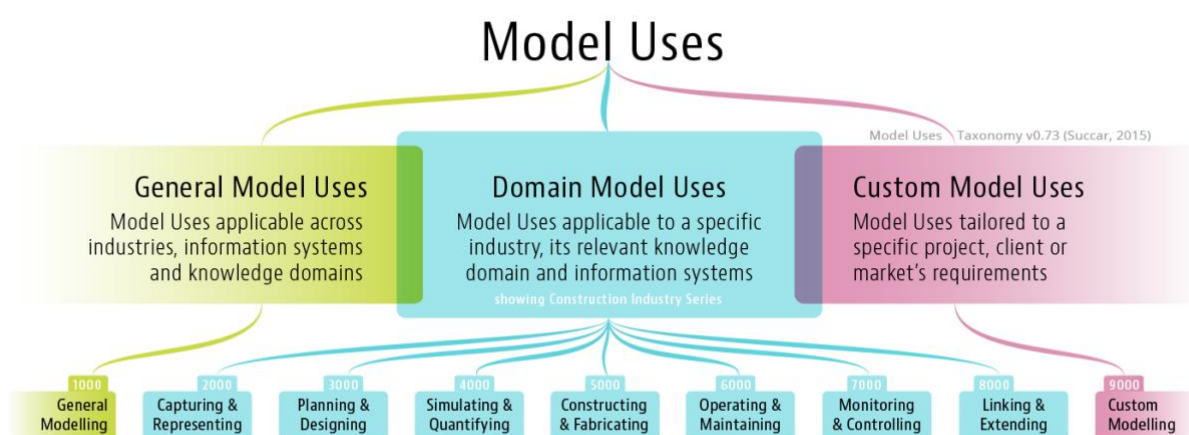 Model Uses
Model Uses Taxonomy v0.73 (Succar, 2015)
General Model Uses
Model Uses applicable across
industries, information systems
and knowledge domains
Domain Model Uses
Model Uses applicable to a specific
industry, its relevant knowledge
domain and information systems
showing Construction Industry Series
Custom Model Uses
Model Uses tailored to a
specific project, client or
market's requirements
1000
General
Modelling
2000
Capturing &
Representing
3000
Planning &
Designing
4000
Simulating &
Quantifying
5000
Constructing
& Fabricating
6000
Operating &
Maintaining
7000
Monitoring
& Controlling
8000
Linking &
Extending
9000
Custom
Modelling